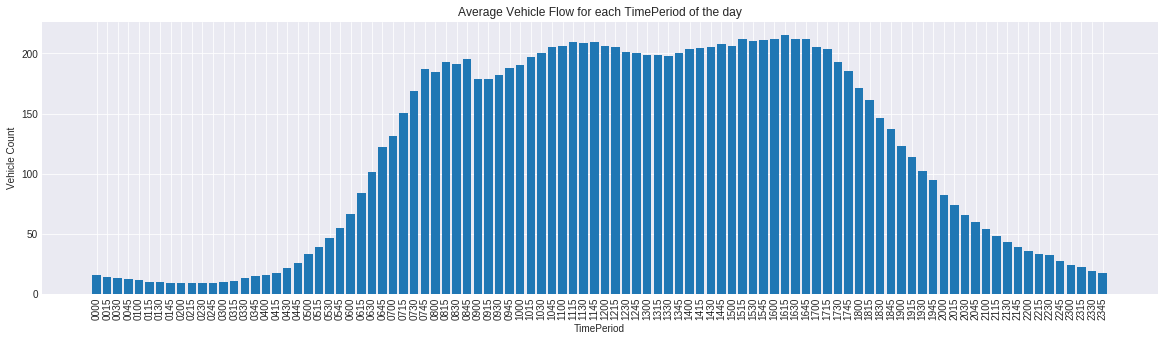 Average Vehicle Flow for each TimePeriod of the day
Vehicle Count
200
150
100
50
0
0000 0015 0030 0045 0100 0115 0130 0145 0200 0215 0230 0245 0300 0315 0330 0345 0400 0415 0430 0445 0500 0515 0530 0545 0600 0615 0630 0645 0700 0715 0730 0745 0800 0815 0830 0845 0900 0915 0930 0945 1000 1015 1030 1045 1100 1115 1130 1145 1200 1215 1230 1245 1300 1315 1330 1345 1400 1415 1430 1445 1500 1515 1530 1545 1600 1615 1630 1645 1700 1715 1730 1745 1800 1815 1830 1845 1900 1915 1930 1945 2000 2015 2030 2045 2100 2115 2130 2145 2200 2215 2230 2245 2300 2315 2330 2345
TimePeriod